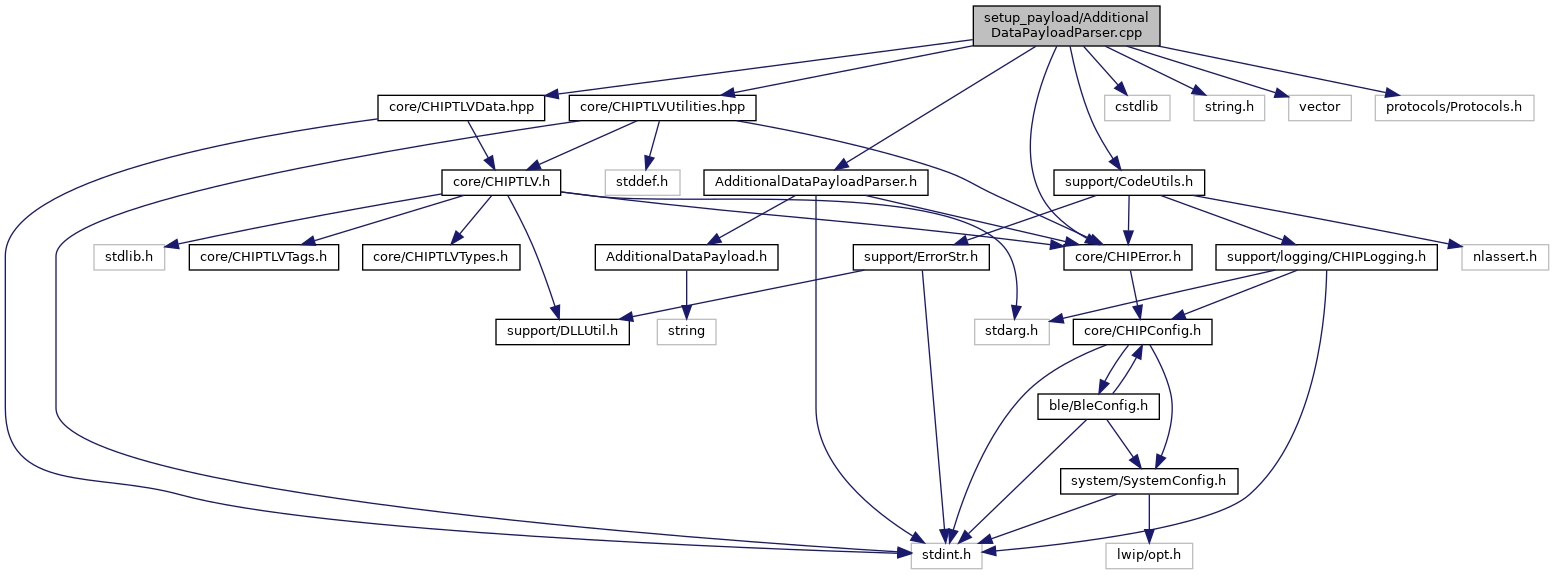 setup_payload/Additional
DataPayloadParser.cpp
core/CHIPTLVData.hpp
core/CHIPTLVUtilities.hpp
cstdlib
string.h
vector
protocols/Protocols.h
core/CHIPTLV.h
stddef.h
AdditionalDataPayloadParser.h
support/CodeUtils.h
stdlib.h
core/CHIPTLVTags.h
core/CHIPTLVTypes.h
AdditionalDataPayload.h
support/ErrorStr.h
core/CHIPError.h
support/logging/CHIPLogging.h
nlassert.h
support/DLLUtil.h
string
stdarg.h
core/CHIPConfig.h
ble/BleConfig.h
system/SystemConfig.h
stdint.h
lwip/opt.h